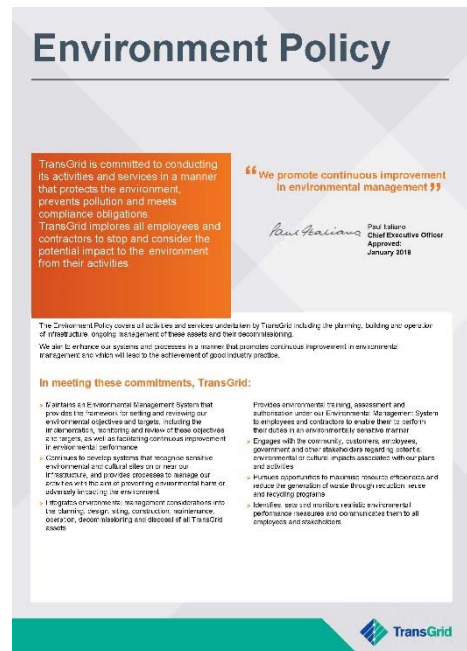 Environment Policy
TransGrid is committed to conducting
its activities and services in a manner
that protects the environment,
prevents pollution and meets
compliance obligations.
TransGrid implores all employees and
contractors to stop and consider the
potential impact to the environment
from their activities.
“We promote continuous improvement
in environmental management”
Paul Italiano
Paul Italiano
Chief Executive Officer
Approved:
January 2018
The Environment Policy covers all activities and services undertaken by TransGrid including the planning, building and operation
of infrastructure, ongoing management of these assets and their decommissioning.
We aim to enhance our systems and processes in a manner that promotes continuous improvement in environmental
management and which will lead to the achievement of good industry practice.
In meeting these commitments, TransGrid:
» Maintains an Environmental Management System that
provides the framework for setting and reviewing our
environmental objectives and targets, including the
implementation, monitoring and review of these objectives
and targets, as well as facilitating continuous improvement
in environmental performance
» Continues to develop systems that recognise sensitive
environmental and cultural sites on or near our
infrastructure, and provides processes to manage our
activities with the aim of preventing environmental harm or
adversely impacting the environment
» Integrates environmental management considerations into
the planning, design, siting, construction, maintenance,
operation, decommissioning and disposal of all TransGrid
assets
Provides environmental training, assessment and
authorisation under our Environmental Management System
to employees and contractors to enable them to perform
their duties in an environmentally sensitive manner
» Engages with the community, customers, employees,
government and other stakeholders regarding potential
environmental or cultural impacts associated with our plans
and activities
» Pursues opportunities to maximise resource efficiencies and
reduce the generation of waste through reduction, reuse
and recycling programs
» Identifies, sets and monitors realistic environmental
performance measures and communicates them to all
employees and stakeholders
TransGrid